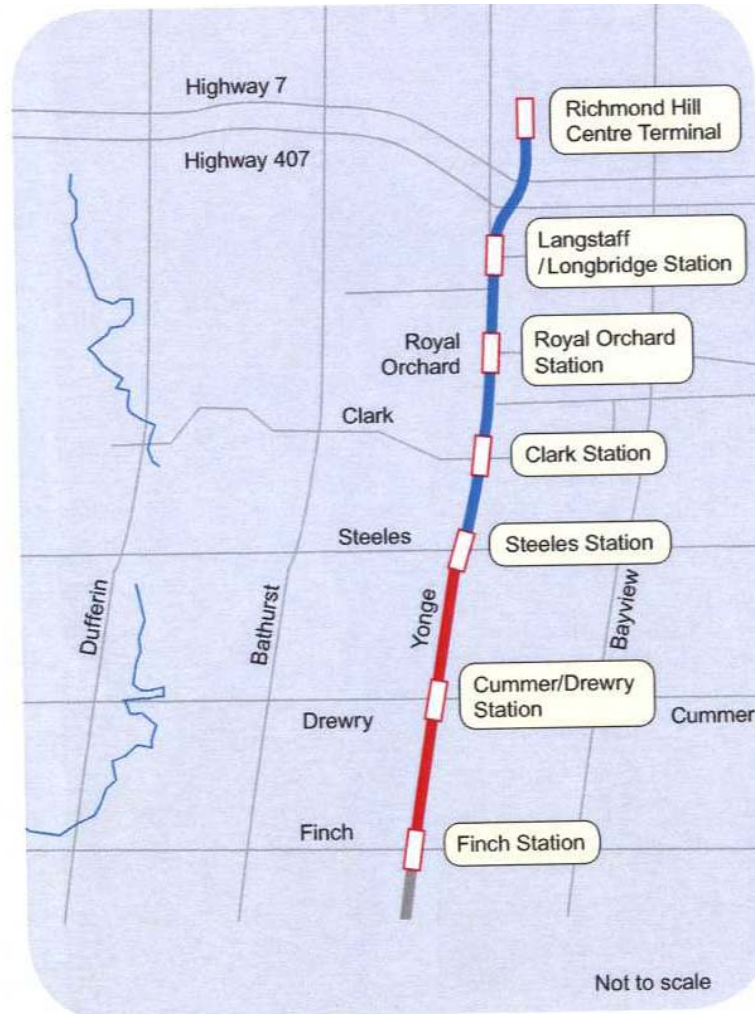 Highway 7
Richmond Hill
Centre Terminal
Highway 407
Langstaff
/Longbridge Station
Royal
Orchard
Royal Orchard
Station
Clark
Clark Station
Steeles
Steeles Station
Dufferin
Bathurst
Yonge
Bayview
Cummer/Drewry
Station
Drewry
Cummer
Finch
Finch Station
Not to scale